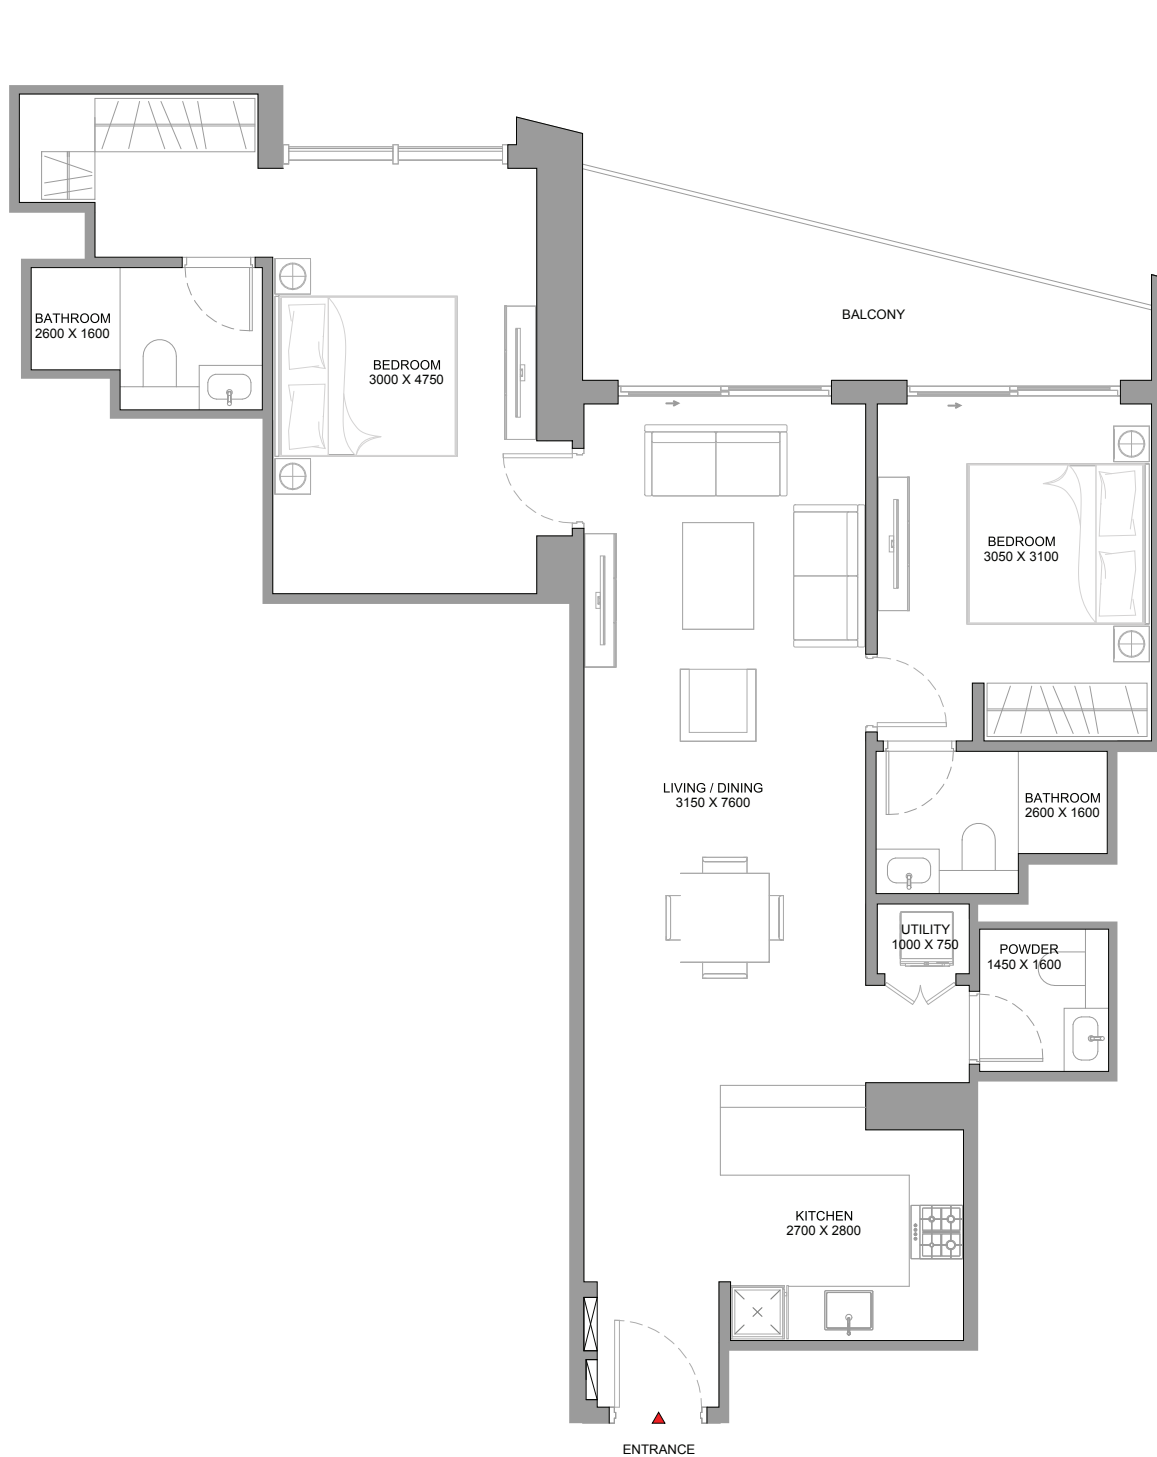 BALCONY
BATHROOM
2600 X 1600
BEDROOM
3000 X 4750
BEDROOM
3050 X 3100
LIVING / DINING
3150 X 7600
BATHROOM
2600 X 1600
UTILITY
1000 X 750
POWDER
1450 X 1600
KITCHEN
2700 X 2800
ENTRANCE